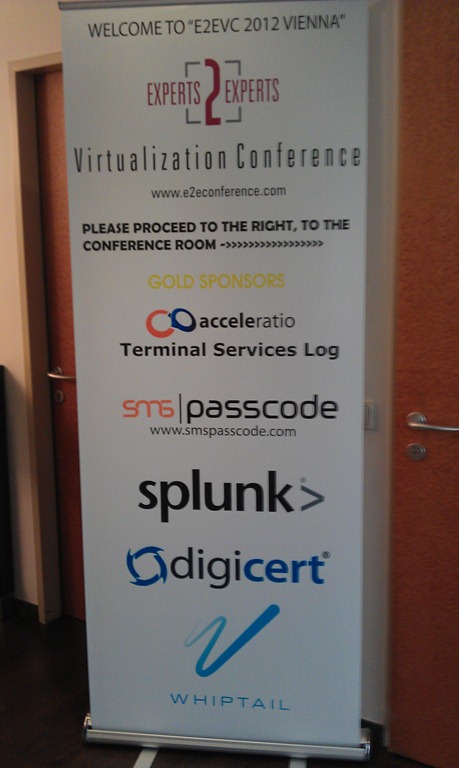 WELCOME TO "E2EVC 2012 VIENNA"
EXPERTS 2 EXPERTS
Virtualization Conference
www.e2econference.com
PLEASE PROCEED TO THE RIGHT, TO THE
CONFERENCE ROOM ->>>>>>>>>>>>>>>>>>
GOLD SPONSORS
acceleratio
Terminal Services Log
sms|passcode
www.smspasscode.com
splunk>
digicert®
WHIPTAIL